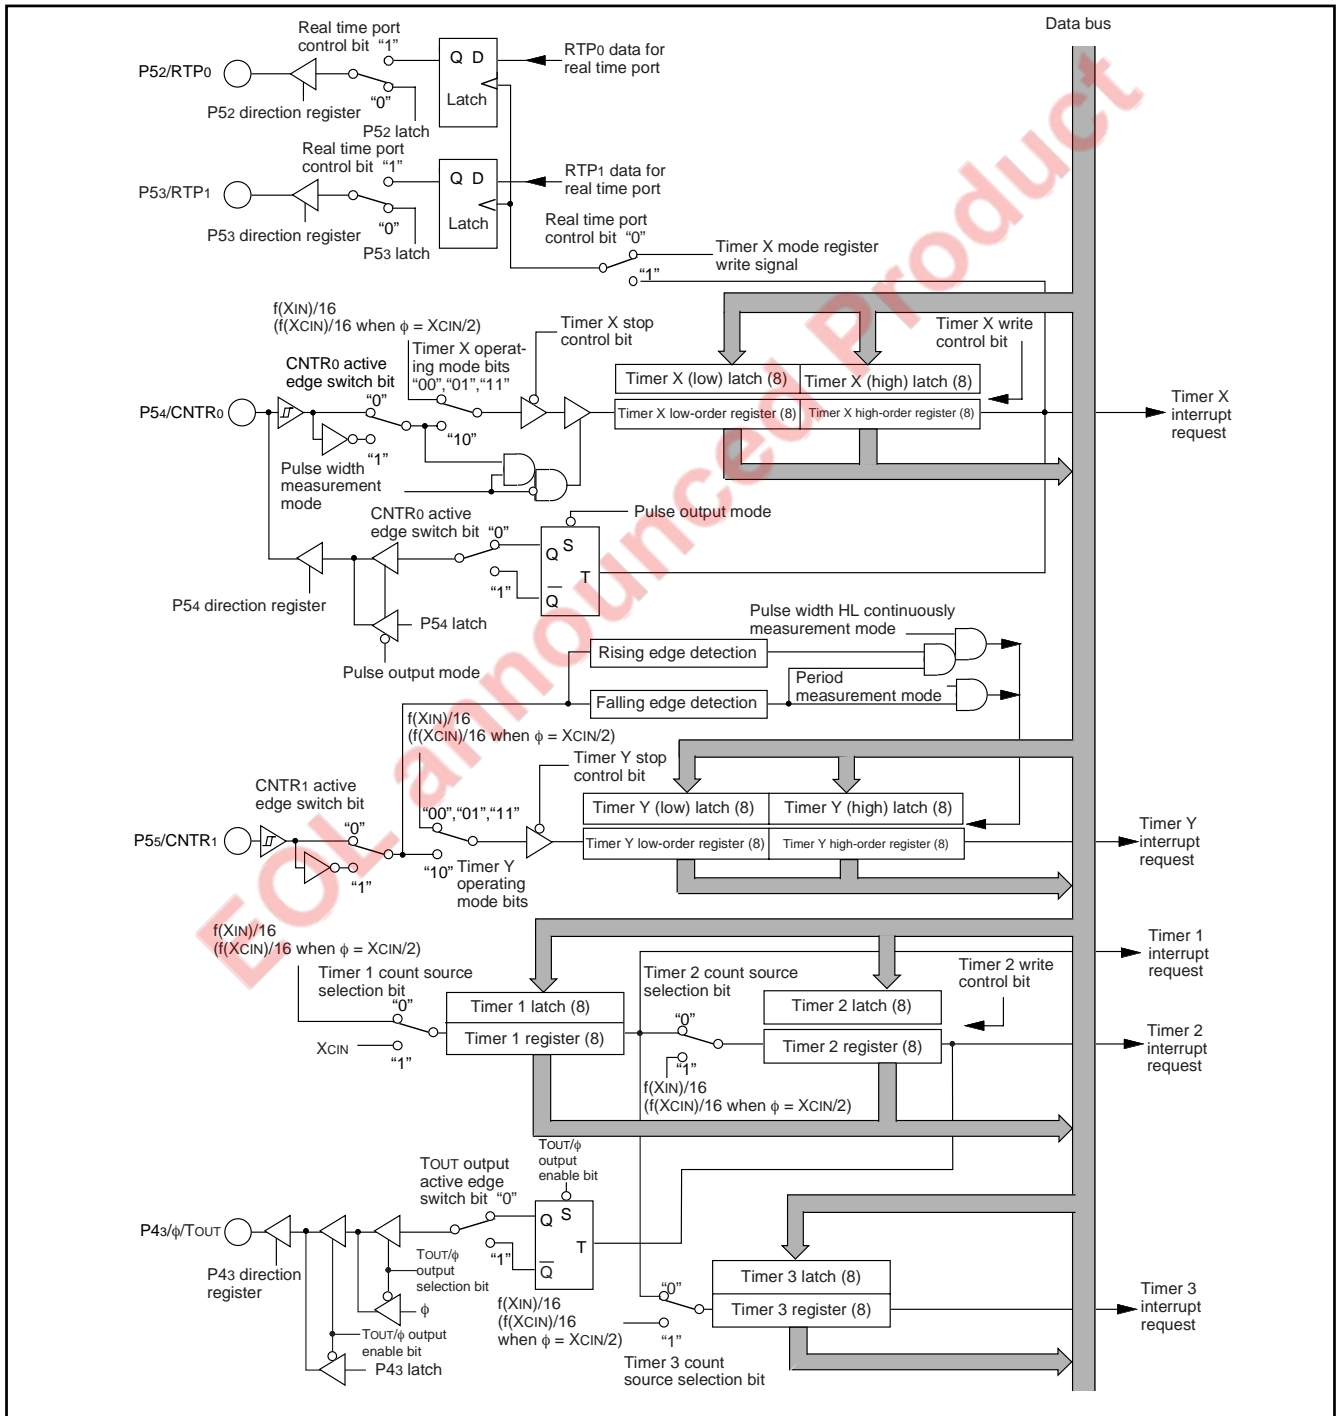 Data bus
Real time port
control bit “1”
RTP0 data for
real time port
Q D
Latch
P52/RTP0
“0”
P52 direction register
P52 latch
Real time port
control bit “1”
RTP1 data for
real time port
Q D
Latch
P53/RTP1
“0”
P53 direction register
P53 latch
Real time port
control bit “0”
Timer X mode register
write signal
“1”
f(XIN)/16
(f(XCIN)/16 when φ = XCIN/2)
Timer X stop
control bit
Timer X write
control bit
Timer X operat-
ing mode bits
“00”,“01”,“11”
CNTR0 active
edge switch bit
“0”
Timer X (low) latch (8)
Timer X (high) latch (8)
P54/CNTR0
Timer X low-order register (8)
Timer X high-order register (8)
Timer X
interrupt
request
“10”
“1”
Pulse width
measurement
mode
CNTR0 active
edge switch bit “0”
Pulse output mode
Q S
T
“1”
Q
P54 direction register
P54 latch
Pulse output mode
Pulse width HL continuously
measurement mode
Rising edge detection
Period
measurement mode
Falling edge detection
f(XIN)/16
(f(XCIN)/16 when φ = XCIN/2)
Timer Y stop
control bit
CNTR1 active
edge switch bit
“00”,“01”,“11”
Timer Y (low) latch (8)
Timer Y (high) latch (8)
“0”
P55/CNTR1
Timer Y low-order register (8)
Timer Y high-order register (8)
Timer Y
interrupt
request
“10”
Timer Y
operating
mode bits
“1”
f(XIN)/16
(f(XCIN)/16 when φ = XCIN/2)
Timer 1
interrupt
request
Timer 1 count source
selection bit
“0”
Timer 2 count source
selection bit
Timer 2 write
control bit
Timer 1 latch (8)
Timer 2 latch (8)
“0”
Timer 1 register (8)
Timer 2 register (8)
Timer 2
interrupt
request
XCIN
“1”
“1”
f(XIN)/16
(f(XCIN)/16 when φ = XCIN/2)
TOUT/φ
output
enable bit
TOUT output
active edge
switch bit “0”
Q S
T
P43/φ/TOUT
“1”
Q
P43 direction
register
TOUT/φ
output
selection bit
φ
TOUT/φ output
enable bit
P43 latch
f(XIN)/16
(f(XCIN)/16
when φ = XCIN/2)
“0”
Timer 3 latch (8)
Timer 3 register (8)
Timer 3
interrupt
request
“1”
Timer 3 count
source selection bit
EOL announced Product